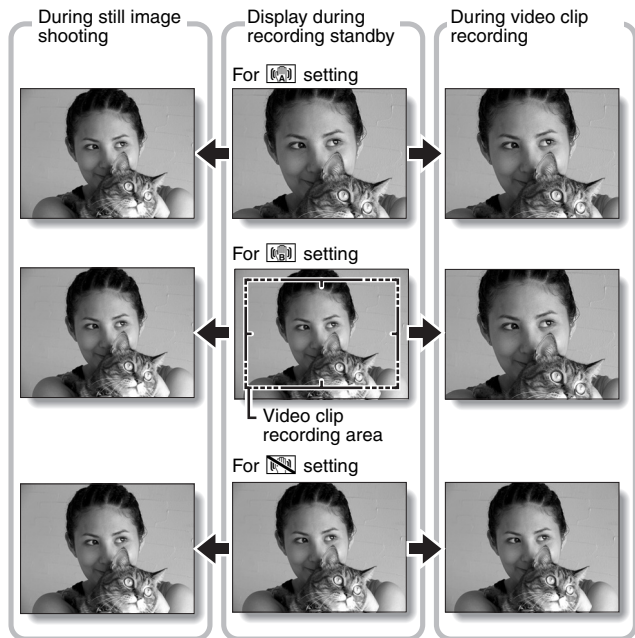 During still image
shooting
Display during
recording standby
During video clip
recording
For A setting
For B setting
Video clip
recording area
For setting